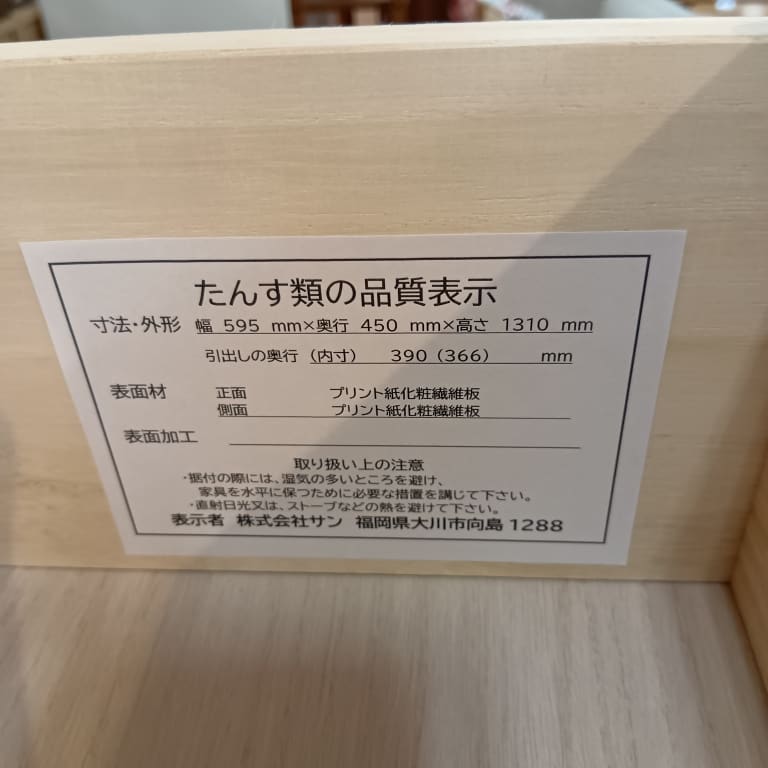 たんす類の品質表示
寸法・外形 幅 595 mm×奥行 450 mm×高さ 1310 mm
引出しの奥行 (内寸) 390 (366) mm
表面材 正面 プリント紙化粧繊維板
側面 プリント紙化粧繊維板
表面加工
取り扱い上の注意
・据付の際には、湿気の多いところを避け、
家具を水平に保つために必要な措置を講じて下さい。
・直射日光又は、ストーブなどの熱を避けて下さい。
表示者 株式会社サン 福岡県大川市向島1288